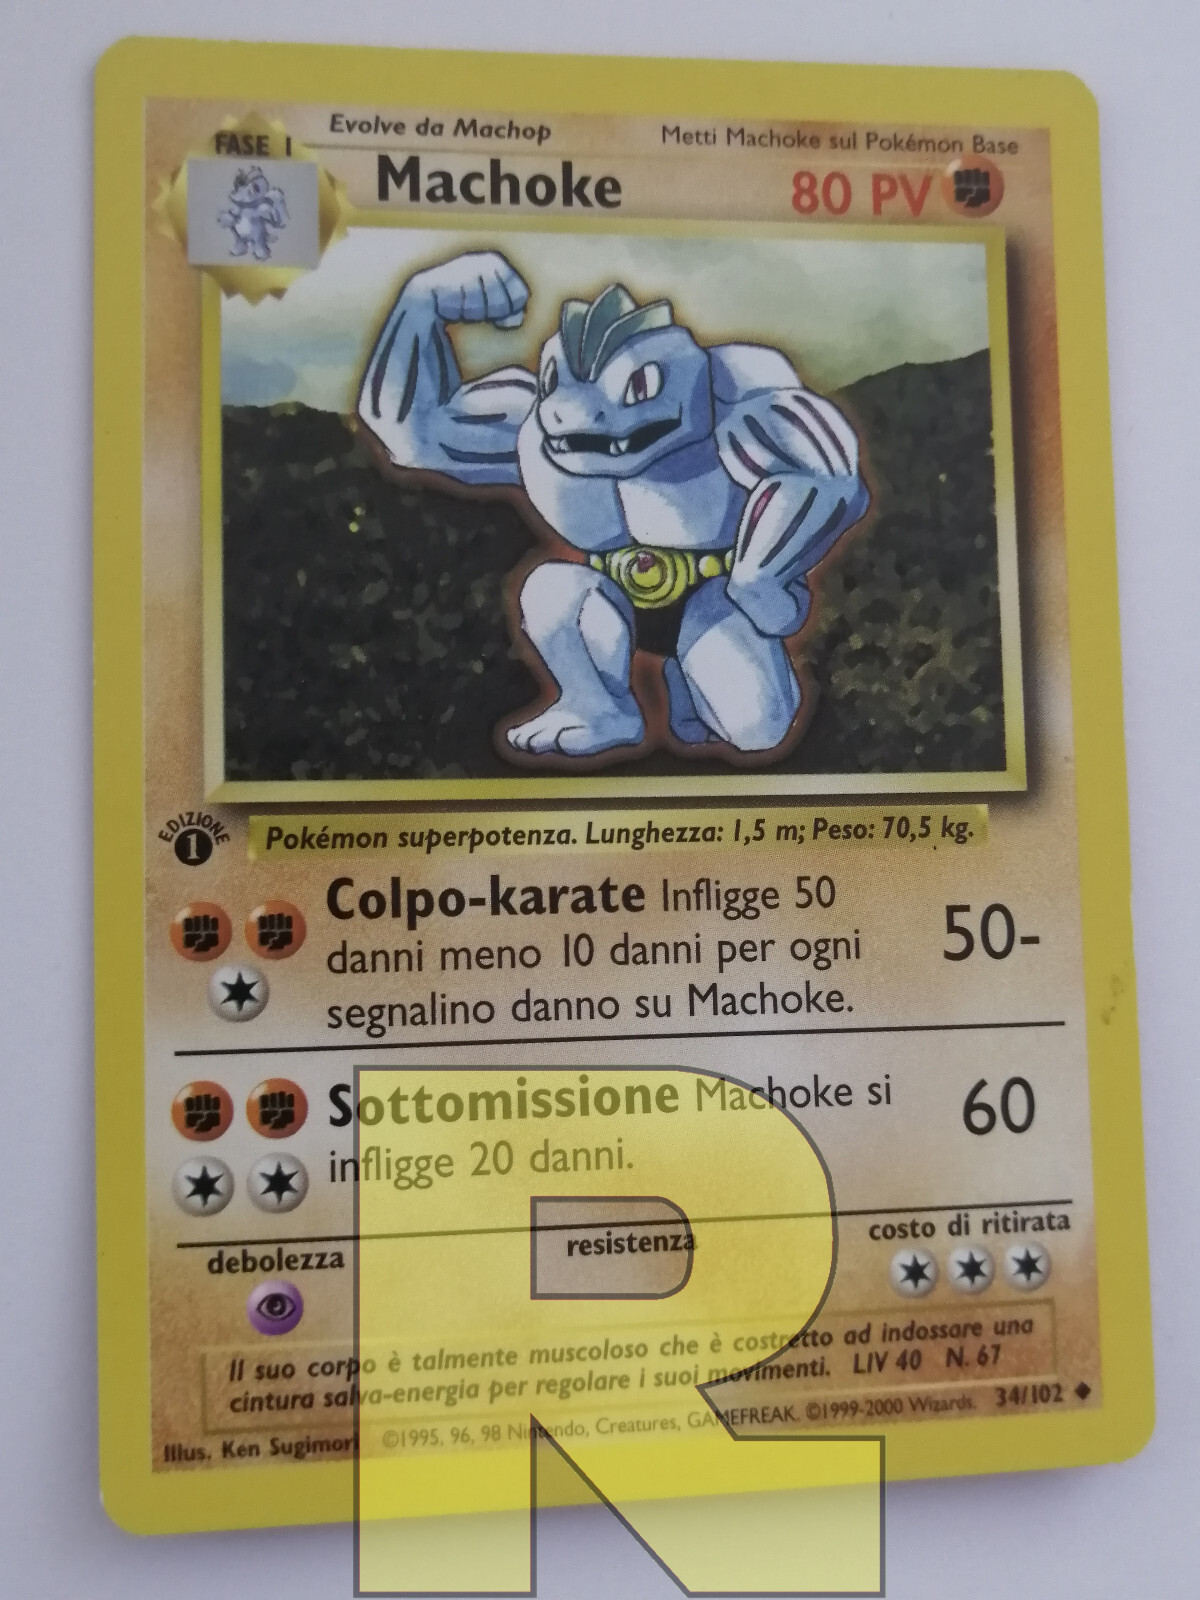 Evolve da Machop
Metti Machoke sul Pokémon Base
FASE 1
Machoke
80 PV
EDIZIONE
1
Pokémon superpotenza. Lunghezza: 1,5 m; Peso: 70,5 kg.
Colpo-karate Infligge 50
danni meno 10 danni per ogni
segnalino danno su Machoke.
50-
Sottomissione Machoke si
infligge 20 danni.
60
debolezza
resistenza
costo di ritirata
Il suo corpo è talmente muscoloso che è costretto ad indossare una
cintura salva-energia per regolare i suoi movimenti. LIV 40 N. 67
Illus. Ken Sugimori ©1995, 96, 98 Nintendo, Creatures, GAMEFREAK. ©1999-2000 Wizards. 34/102
R